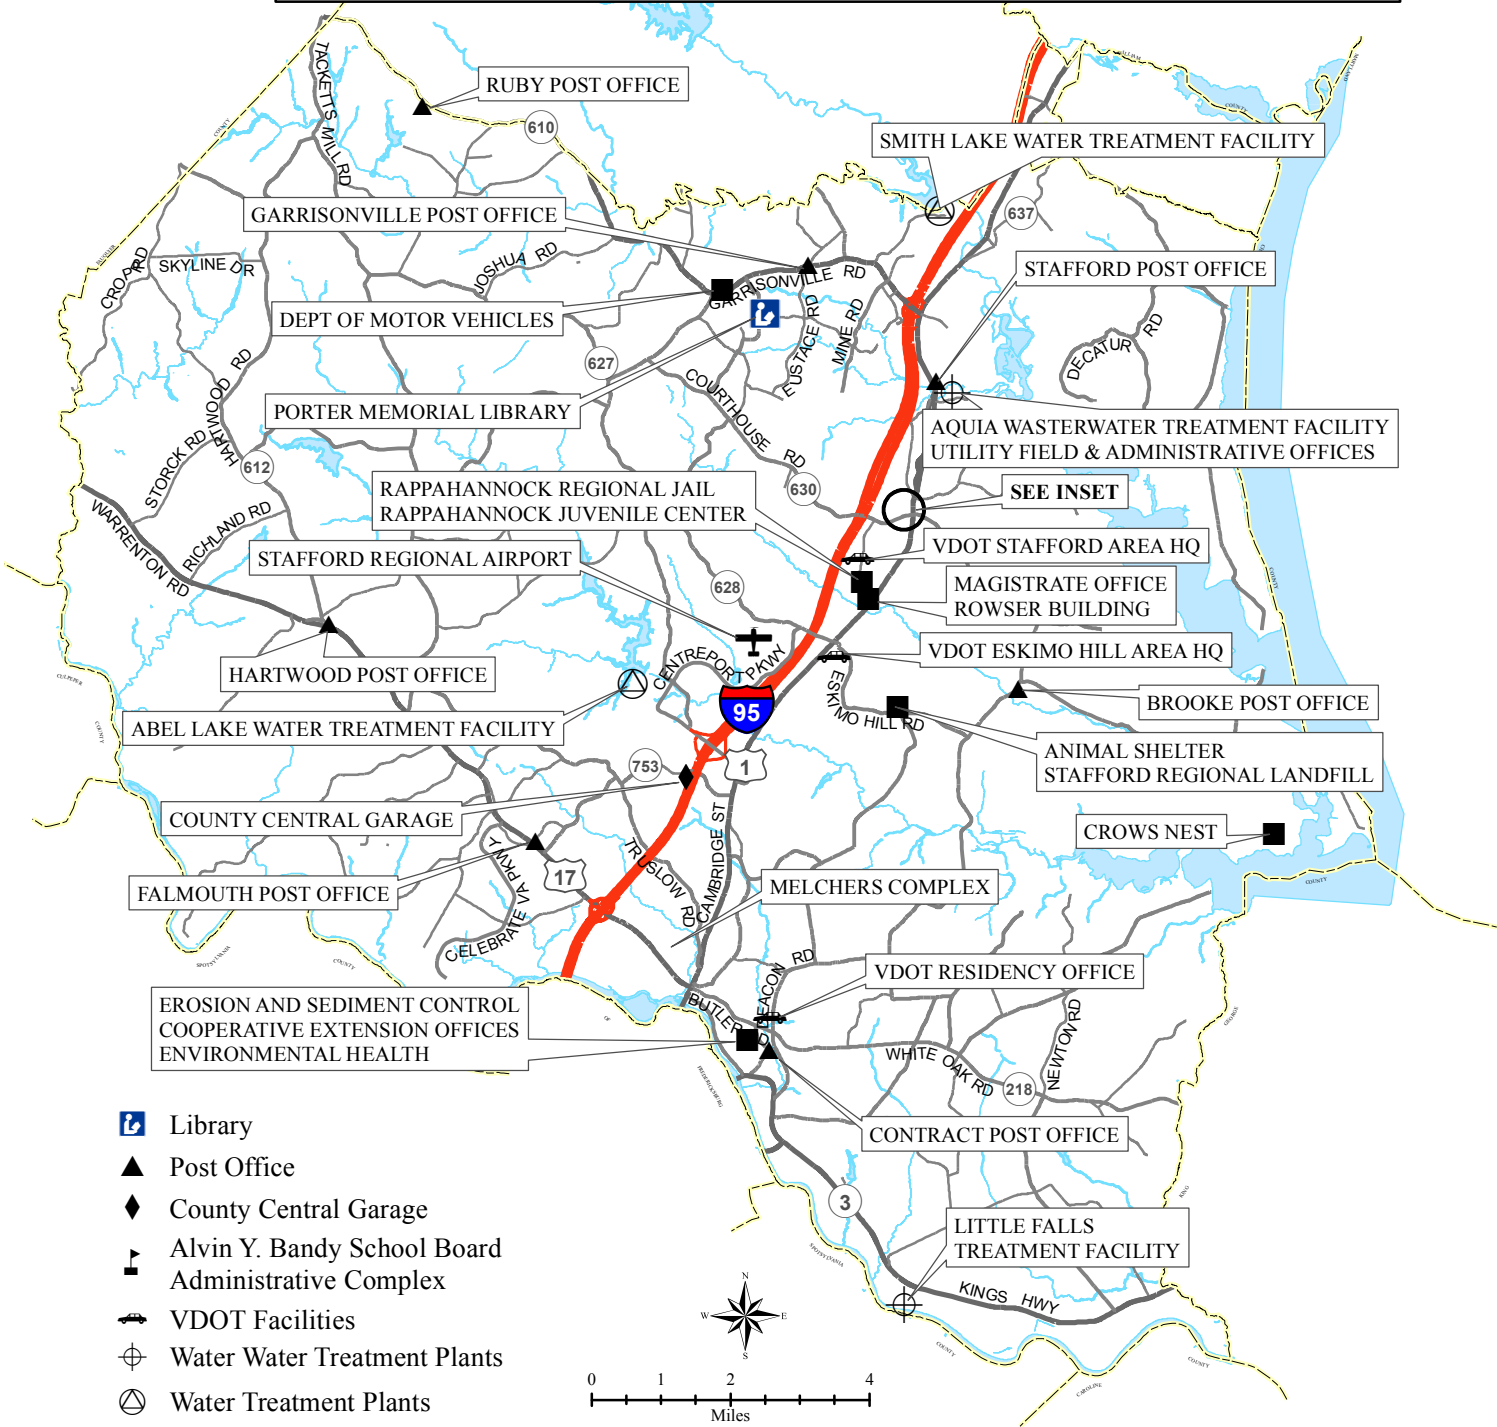 RUBY POST OFFICE
TACKETTS MILL RD
610
SMITH LAKE WATER TREATMENT FACILITY
GARRISONVILLE POST OFFICE
637
SKYLINE DR
CROPP RD
JOSHUA RD
STAFFORD POST OFFICE
GARRISONVILLE RD
DEPT OF MOTOR VEHICLES
EUSTACE RD
MINE RD
DECATUR RD
627
HARTWOOD RD
COURTHOUSE RD
PORTER MEMORIAL LIBRARY
AQUIA WASTERWATER TREATMENT FACILITY
UTILITY FIELD & ADMINISTRATIVE OFFICES
STORCK RD
612
630
RAPPAHANNOCK REGIONAL JAIL
RAPPAHANNOCK JUVENILE CENTER
SEE INSET
WARRENTON RD
RICHLAND RD
STAFFORD REGIONAL AIRPORT
VDOT STAFFORD AREA HQ
628
MAGISTRATE OFFICE
ROWSER BUILDING
HARTWOOD POST OFFICE
CENTREPORT PKWY
VDOT ESKIMO HILL AREA HQ
ESKIMO HILL RD
BROOKE POST OFFICE
95
ABEL LAKE WATER TREATMENT FACILITY
ANIMAL SHELTER
STAFFORD REGIONAL LANDFILL
753
1
COUNTY CENTRAL GARAGE
CROWS NEST
CAMBRIDGE ST
TRUSLOW RD
17
FALMOUTH POST OFFICE
CELEBRATE VA PKWY
MELCHERS COMPLEX
DEACON RD
VDOT RESIDENCY OFFICE
EROSION AND SEDIMENT CONTROL
COOPERATIVE EXTENSION OFFICES
ENVIRONMENTAL HEALTH
BUTLER RD
WHITE OAK RD
NEWTON RD
218
CONTRACT POST OFFICE
3
LITTLE FALLS
TREATMENT FACILITY
KINGS HWY
Library
Post Office
County Central Garage
Alvin Y. Bandy School Board
Administrative Complex
VDOT Facilities
Water Water Treatment Plants
Water Treatment Plants
N
W E
S
0 1 2 4
Miles